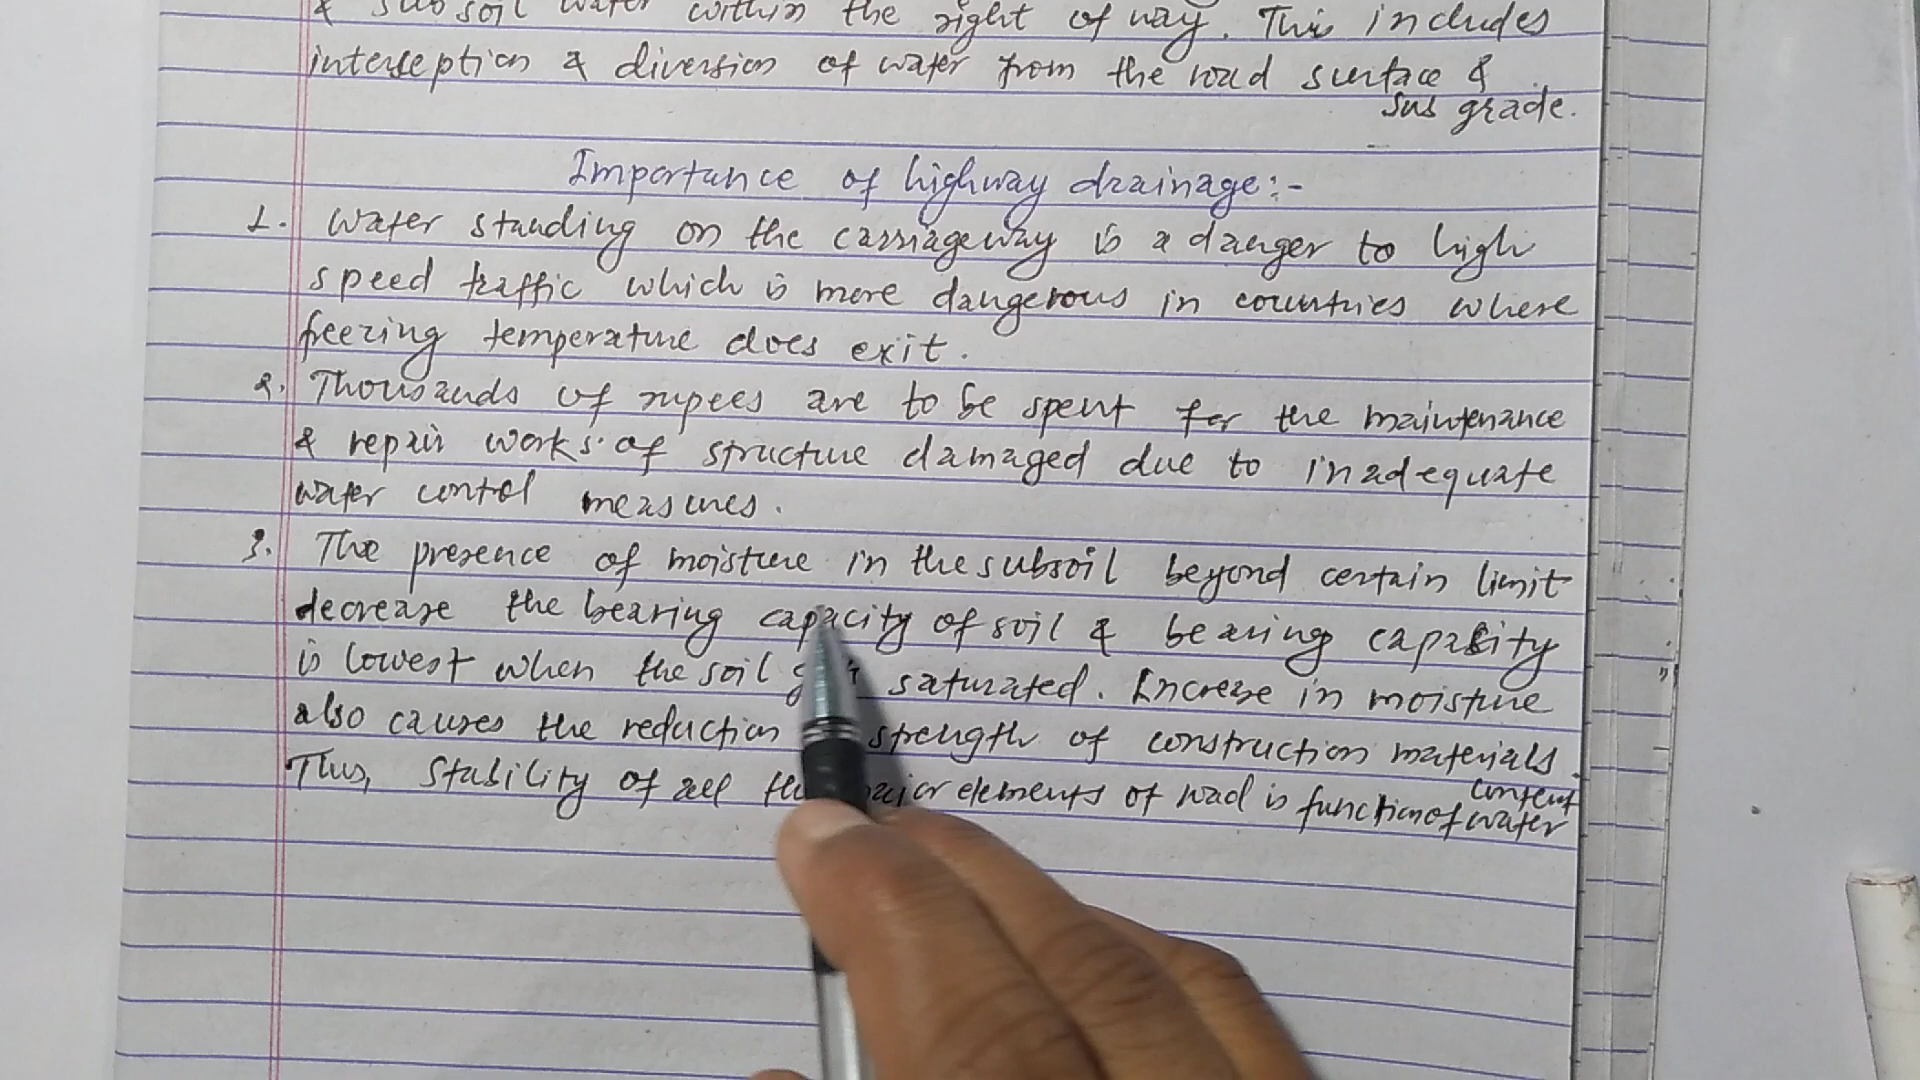 & subsoil water within the right of way. This includes
interseption & diversion of water from the road surface &
sus grade.
Importance of highway drainage:-
1. Water standing on the carriageway is a danger to high
speed traffic which is more dangerous in countries where
freezing temperature does exit.
2. Thousands of rupees are to be spent for the maintenance
& repair works of structure damaged due to inadequate
water control measures.
3. The presence of moisture in the subsoil beyond certain limit
decrease the bearing capacity of soil & bearing capacity
is lowest when the soil saturated. Increase in moisture
also causes the reduction strength of construction materials.
Thus, stability of all major elements of road is function of water
content